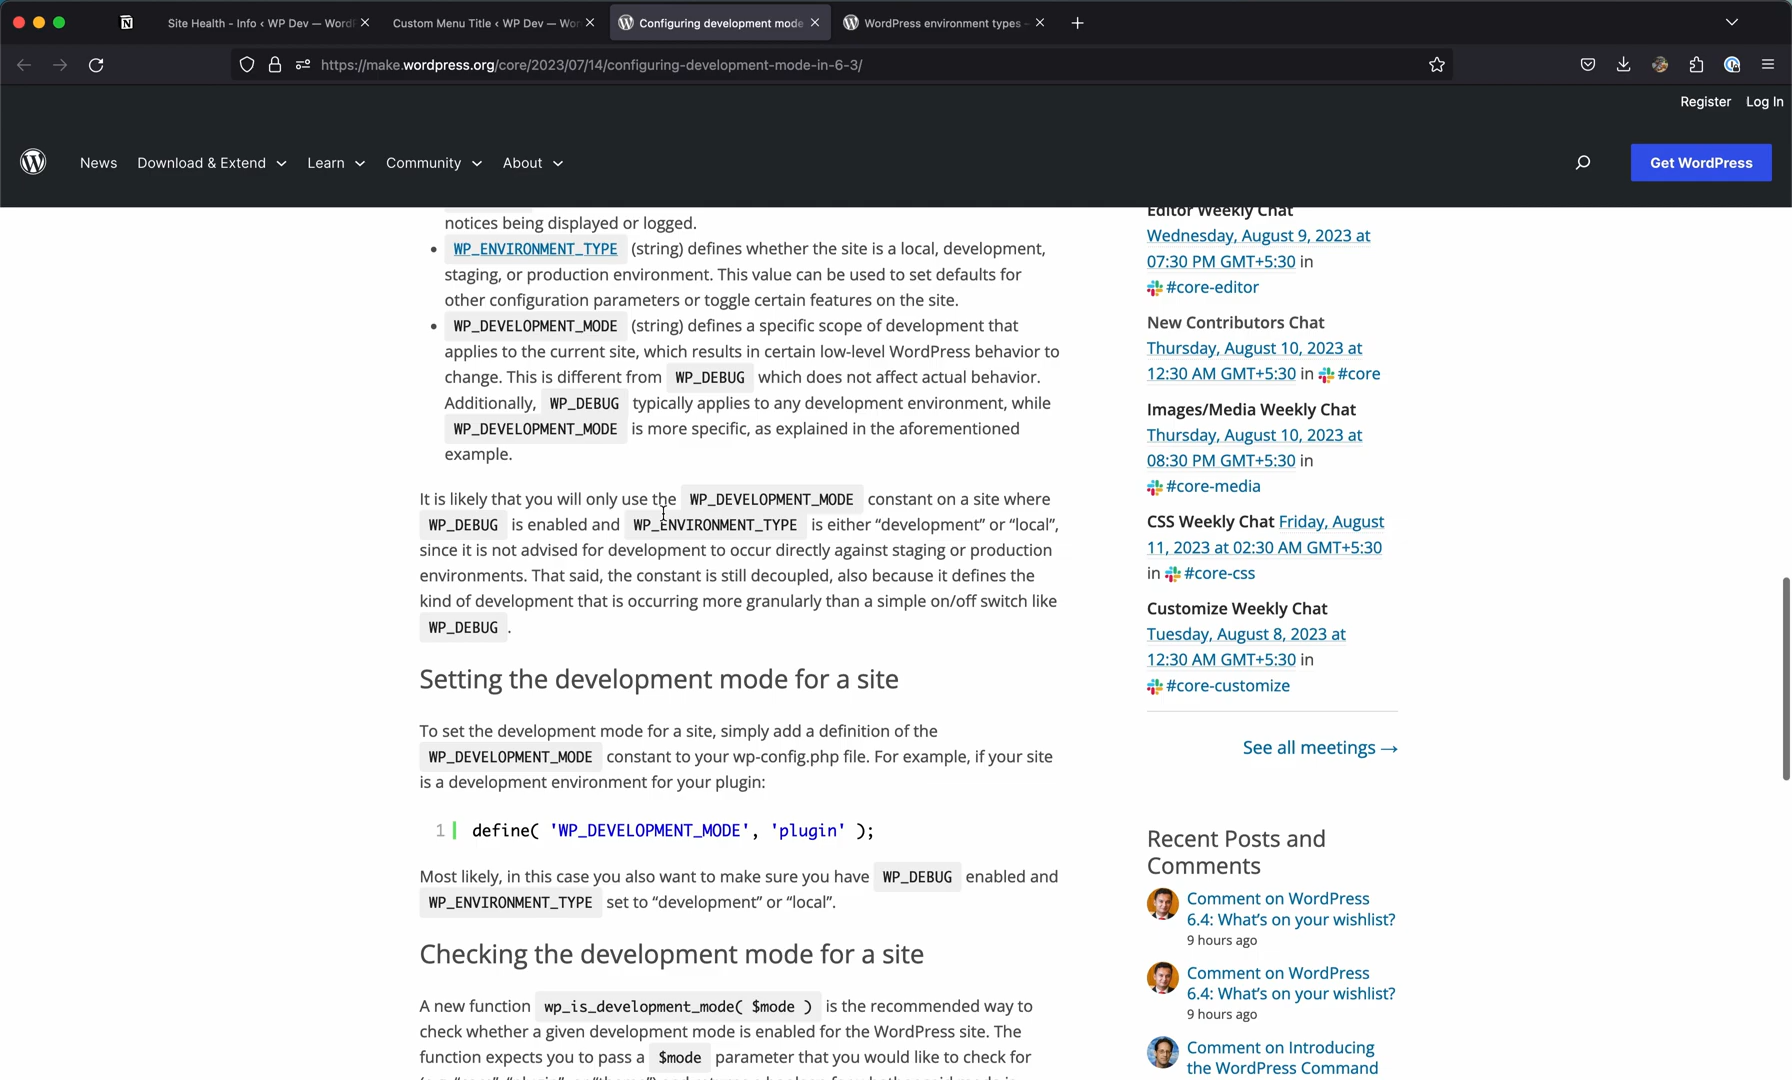 Site Health - Info ‹ WP Dev — Word
Custom Menu Title ‹ WP Dev — Wor
Configuring development mode
WordPress environment types –
https://make.wordpress.org/core/2023/07/14/configuring-development-mode-in-6-3/
Register Log In
News Download & Extend Learn Community About
Get WordPress
notices being displayed or logged.
WP_ENVIRONMENT_TYPE (string) defines whether the site is a local, development,
staging, or production environment. This value can be used to set defaults for
other configuration parameters or toggle certain features on the site.
WP_DEVELOPMENT_MODE (string) defines a specific scope of development that
applies to the current site, which results in certain low-level WordPress behavior to
change. This is different from WP_DEBUG which does not affect actual behavior.
Additionally, WP_DEBUG typically applies to any development environment, while
WP_DEVELOPMENT_MODE is more specific, as explained in the aforementioned
example.
It is likely that you will only use the WP_DEVELOPMENT_MODE constant on a site where
WP_DEBUG is enabled and WP_ENVIRONMENT_TYPE is either “development” or “local”,
since it is not advised for development to occur directly against staging or production
environments. That said, the constant is still decoupled, also because it defines the
kind of development that is occurring more granularly than a simple on/off switch like
WP_DEBUG .
Setting the development mode for a site
To set the development mode for a site, simply add a definition of the
WP_DEVELOPMENT_MODE constant to your wp-config.php file. For example, if your site
is a development environment for your plugin:
1 define( 'WP_DEVELOPMENT_MODE', 'plugin' );
Most likely, in this case you also want to make sure you have WP_DEBUG enabled and
WP_ENVIRONMENT_TYPE set to “development” or “local”.
Checking the development mode for a site
A new function wp_is_development_mode( $mode ) is the recommended way to
check whether a given development mode is enabled for the WordPress site. The
function expects you to pass a $mode parameter that you would like to check for
Editor Weekly Chat
Wednesday, August 9, 2023 at
07:30 PM GMT+5:30 in
#core-editor
New Contributors Chat
Thursday, August 10, 2023 at
12:30 AM GMT+5:30 in #core
Images/Media Weekly Chat
Thursday, August 10, 2023 at
08:30 PM GMT+5:30 in
#core-media
CSS Weekly Chat Friday, August
11, 2023 at 02:30 AM GMT+5:30
in #core-css
Customize Weekly Chat
Tuesday, August 8, 2023 at
12:30 AM GMT+5:30 in
#core-customize
See all meetings →
Recent Posts and
Comments
Comment on WordPress
6.4: What’s on your wishlist?
9 hours ago
Comment on WordPress
6.4: What’s on your wishlist?
9 hours ago
Comment on Introducing
the WordPress Command